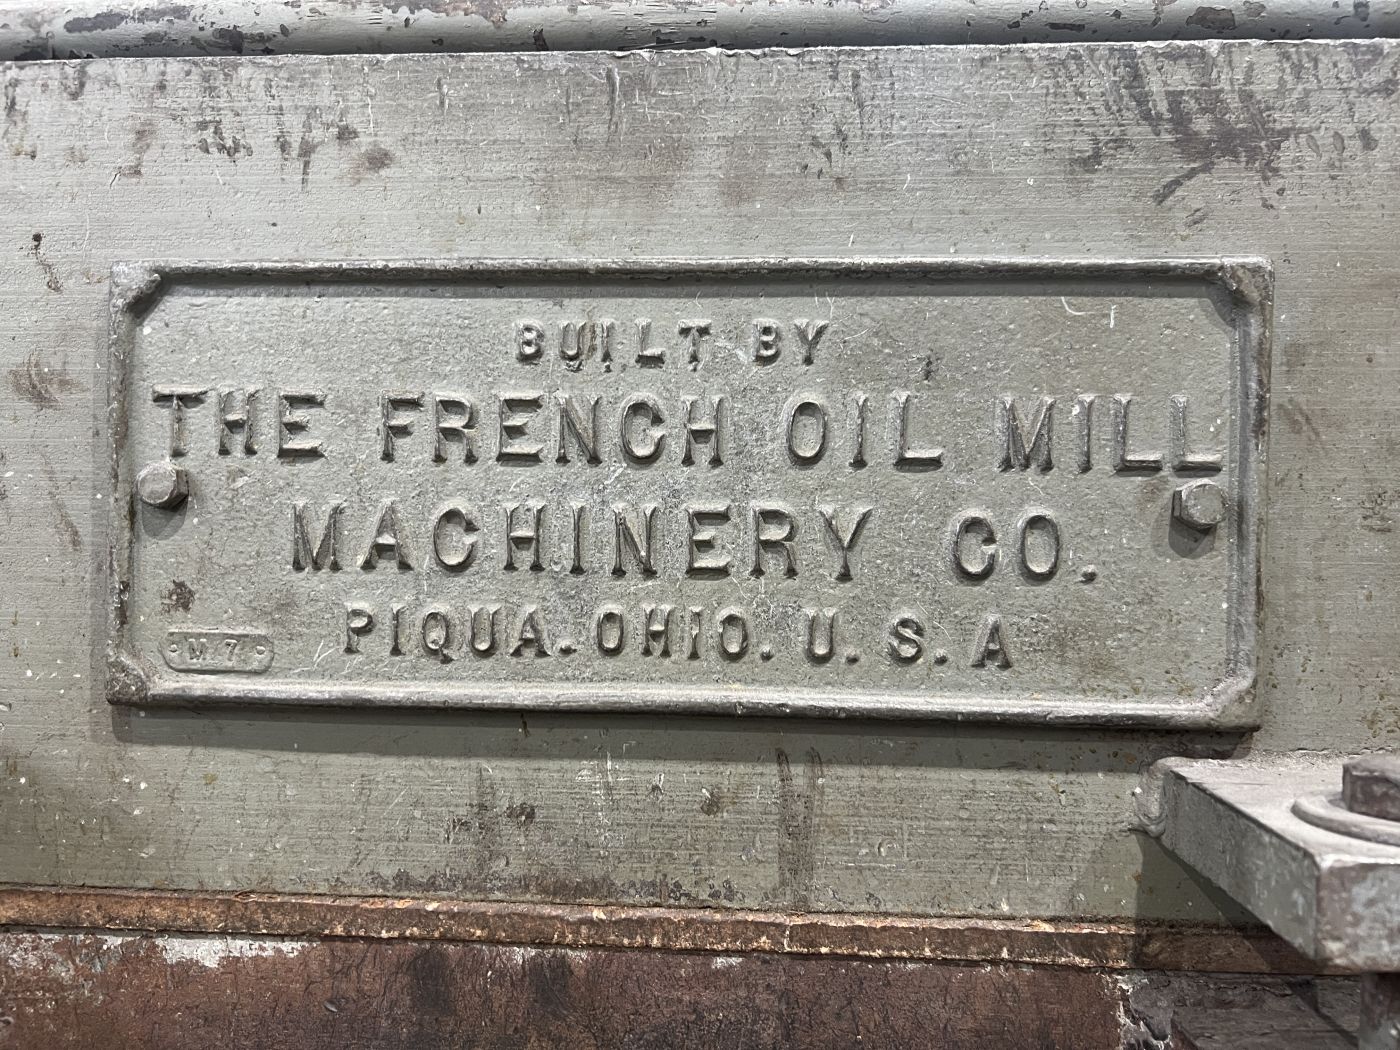 BUILT BY
THE FRENCH OIL MILL
MACHINERY CO.
PIQUA. OHIO. U. S. A
M 7